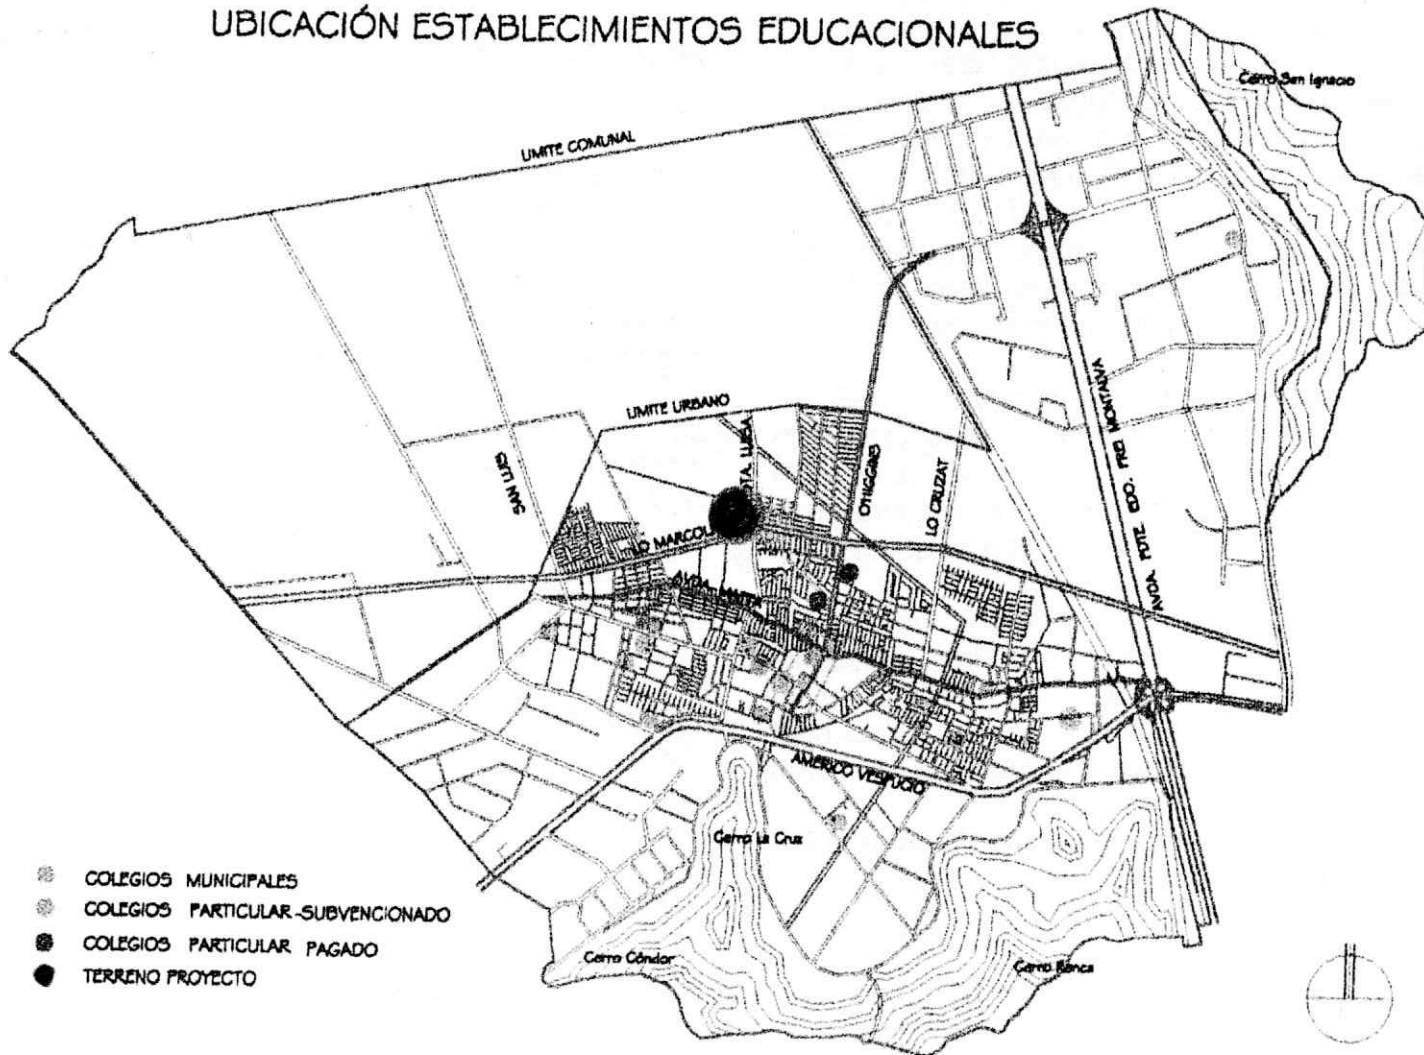 UBICACIÓN ESTABLECIMIENTOS EDUCACIONALES
Cerro San Ignacio
LIMITE COMUNAL
LIMITE URBANO
SAN LUIS
STA. LUISA
O'HIGGINS
LO CRUZAT
AVDA. PDTE. EDO. FREI MONTALVA
LO MARCOLETA
AVDA. MATTA
AMERICO VESPUCIO
Cerro La Cruz
Cerro Cóndor
Cerro Renca
COLEGIOS MUNICIPALES
COLEGIOS PARTICULAR-SUBVENCIONADO
COLEGIOS PARTICULAR PAGADO
TERRENO PROYECTO